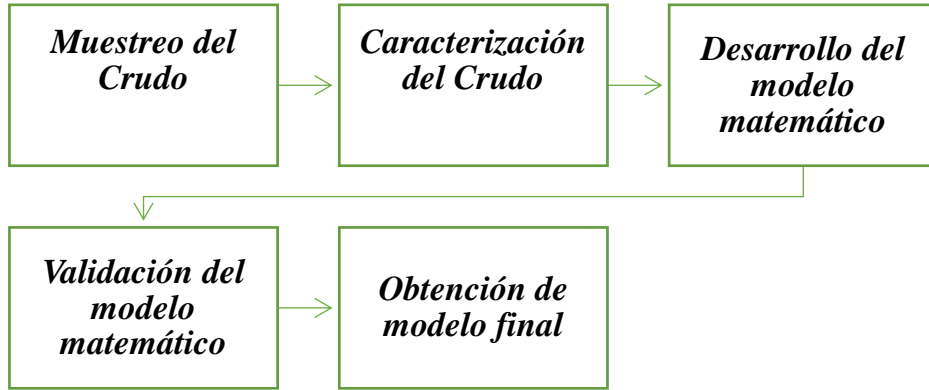 Muestreo del
Crudo
Caracterización
del Crudo
Desarrollo del
modelo
matemático
Validación del
modelo
matemático
Obtención de
modelo final